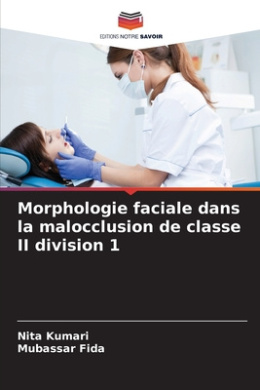 EDITIONS NOTRE SAVOIR
Morphologie faciale dans
la malocclusion de classe
II division 1
Nita Kumari
Mubassar Fida